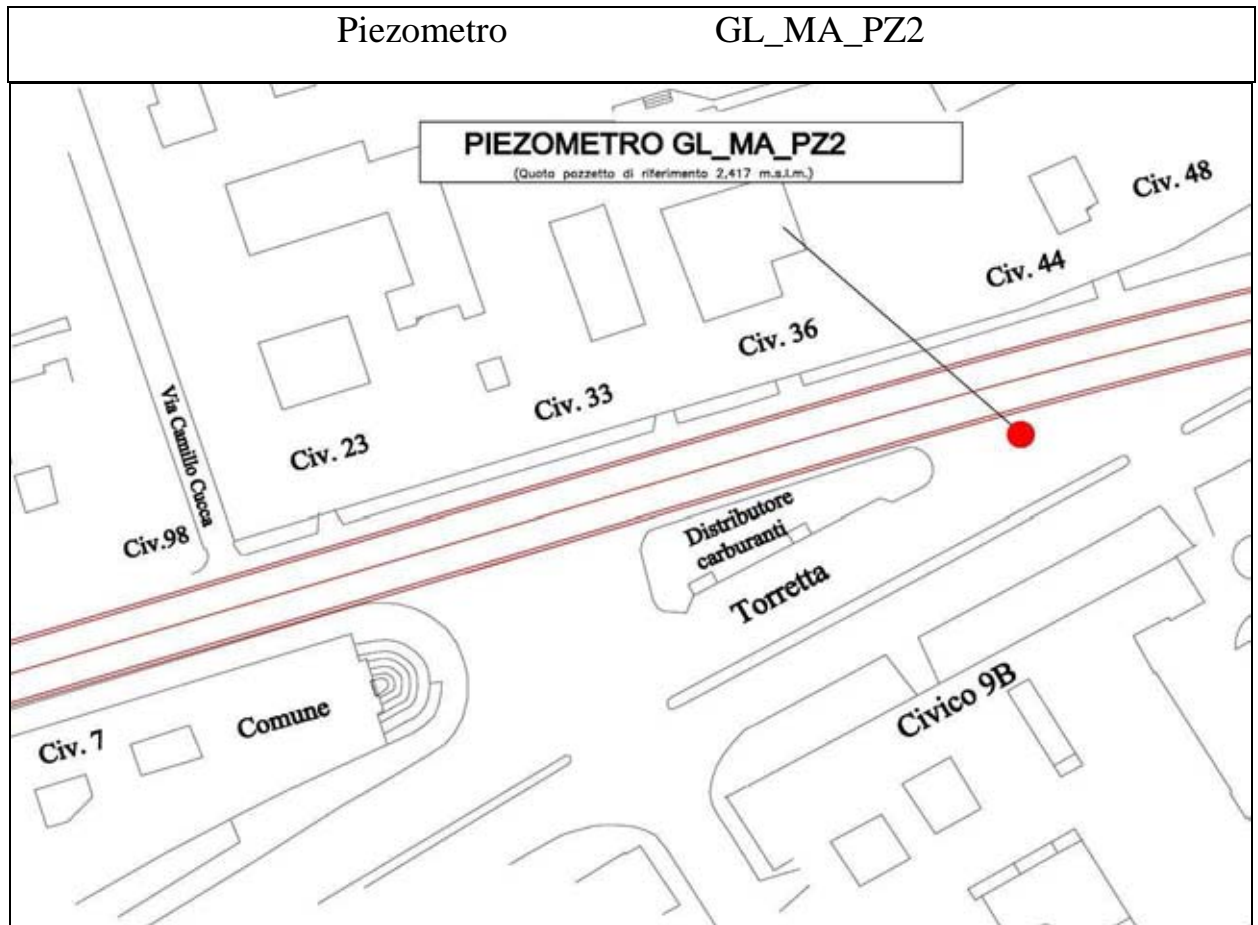 Piezometro GL_MA_PZ2
PIEZOMETRO GL_MA_PZ2
(Quota pozzetto di riferimento 2,417 m.s.l.m.)
Civ. 48
Civ. 44
Civ. 36
Civ. 33
Civ. 23
Via Camillo Cucca
Civ.98
Distributore
carburanti
Torretta
Civico 9B
Comune
Civ. 7